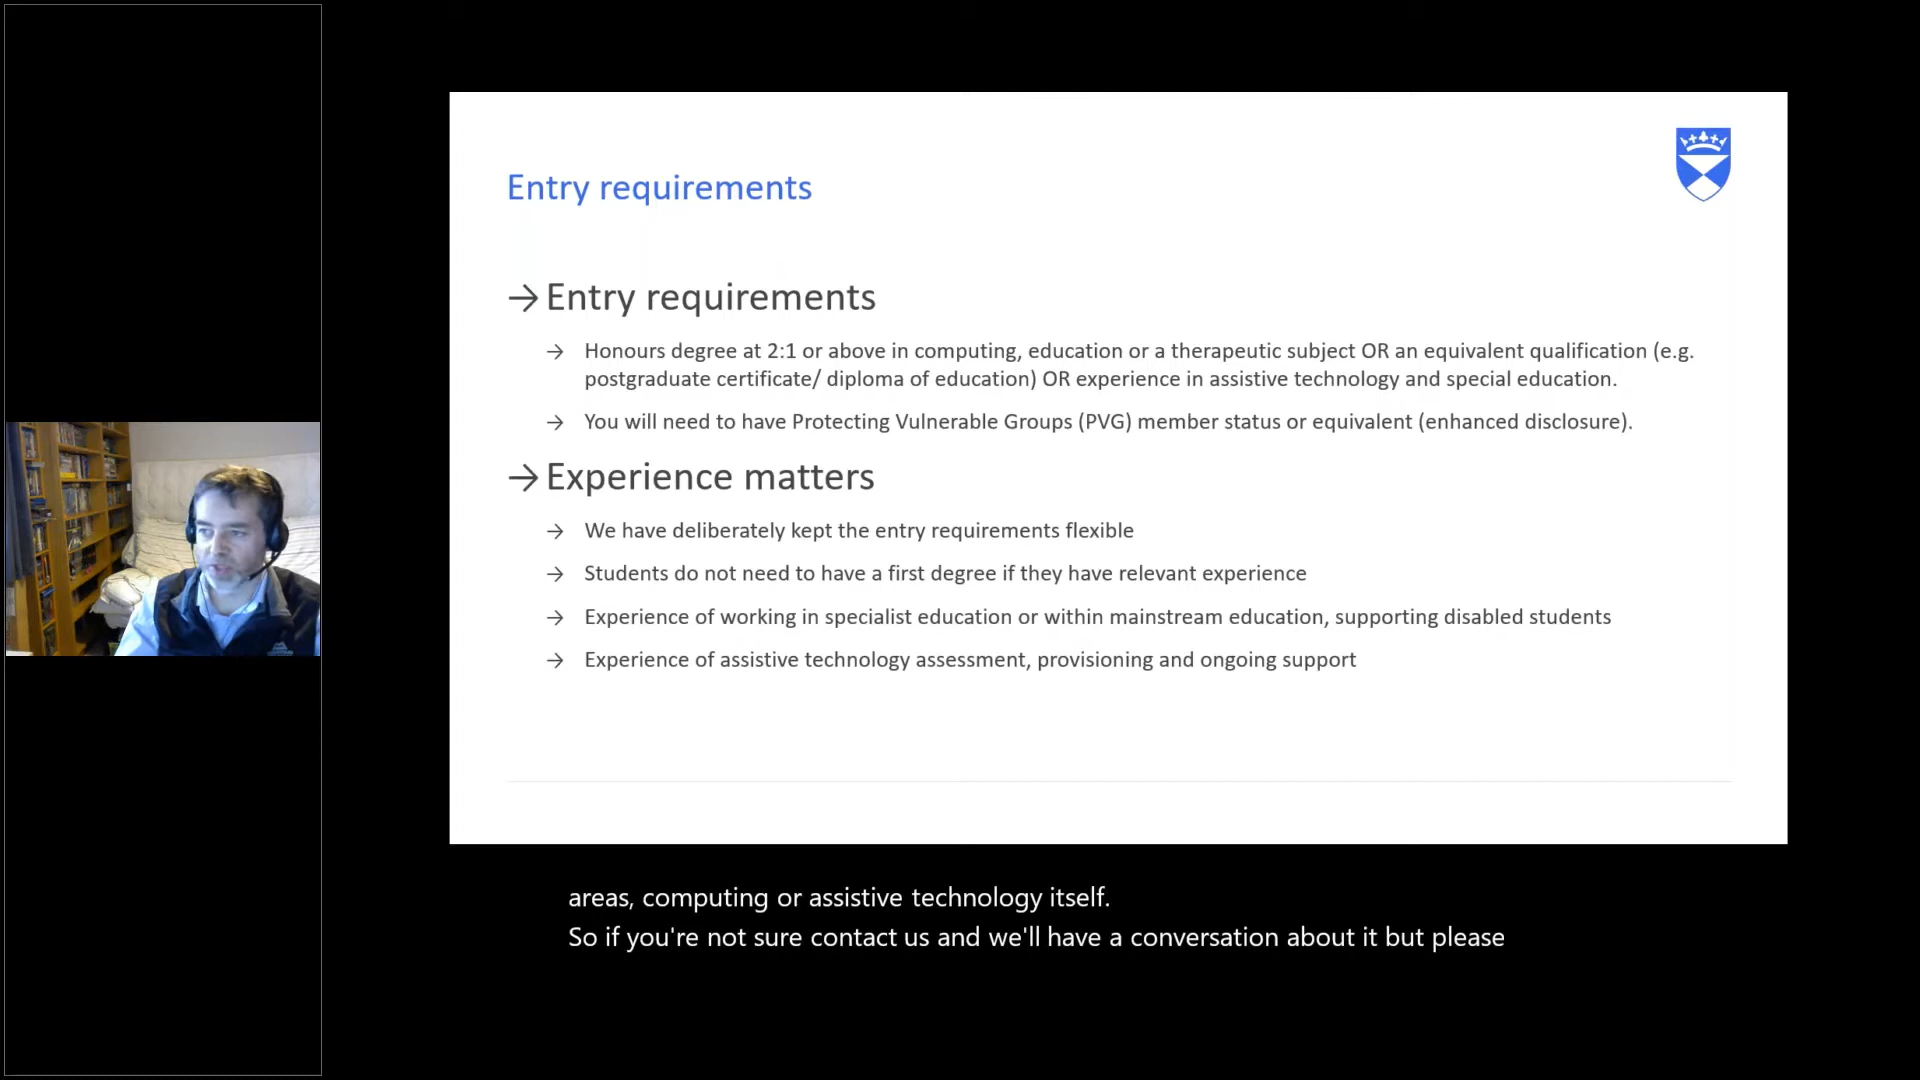 Entry requirements
→ Entry requirements
→ Honours degree at 2:1 or above in computing, education or a therapeutic subject OR an equivalent qualification (e.g.
postgraduate certificate/ diploma of education) OR experience in assistive technology and special education.
→ You will need to have Protecting Vulnerable Groups (PVG) member status or equivalent (enhanced disclosure).
→ Experience matters
→ We have deliberately kept the entry requirements flexible
→ Students do not need to have a first degree if they have relevant experience
→ Experience of working in specialist education or within mainstream education, supporting disabled students
→ Experience of assistive technology assessment, provisioning and ongoing support
areas, computing or assistive technology itself.
So if you're not sure contact us and we'll have a conversation about it but please